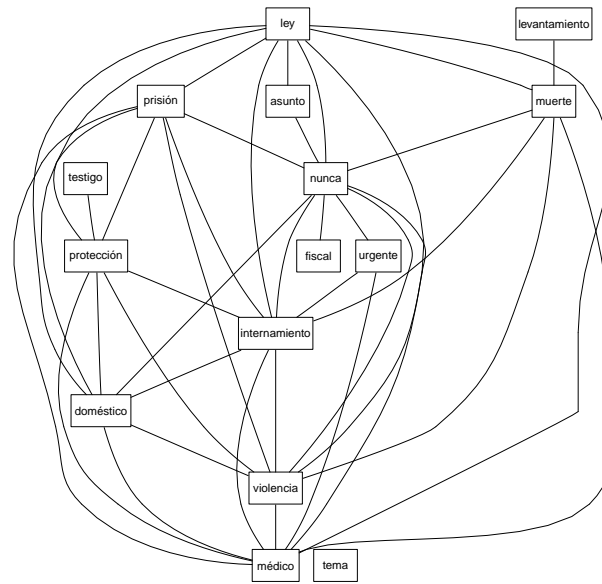 ley
levantamiento
prisión
asunto
muerte
testigo
nunca
protección
fiscal
urgente
internamiento
doméstico
violencia
médico
tema